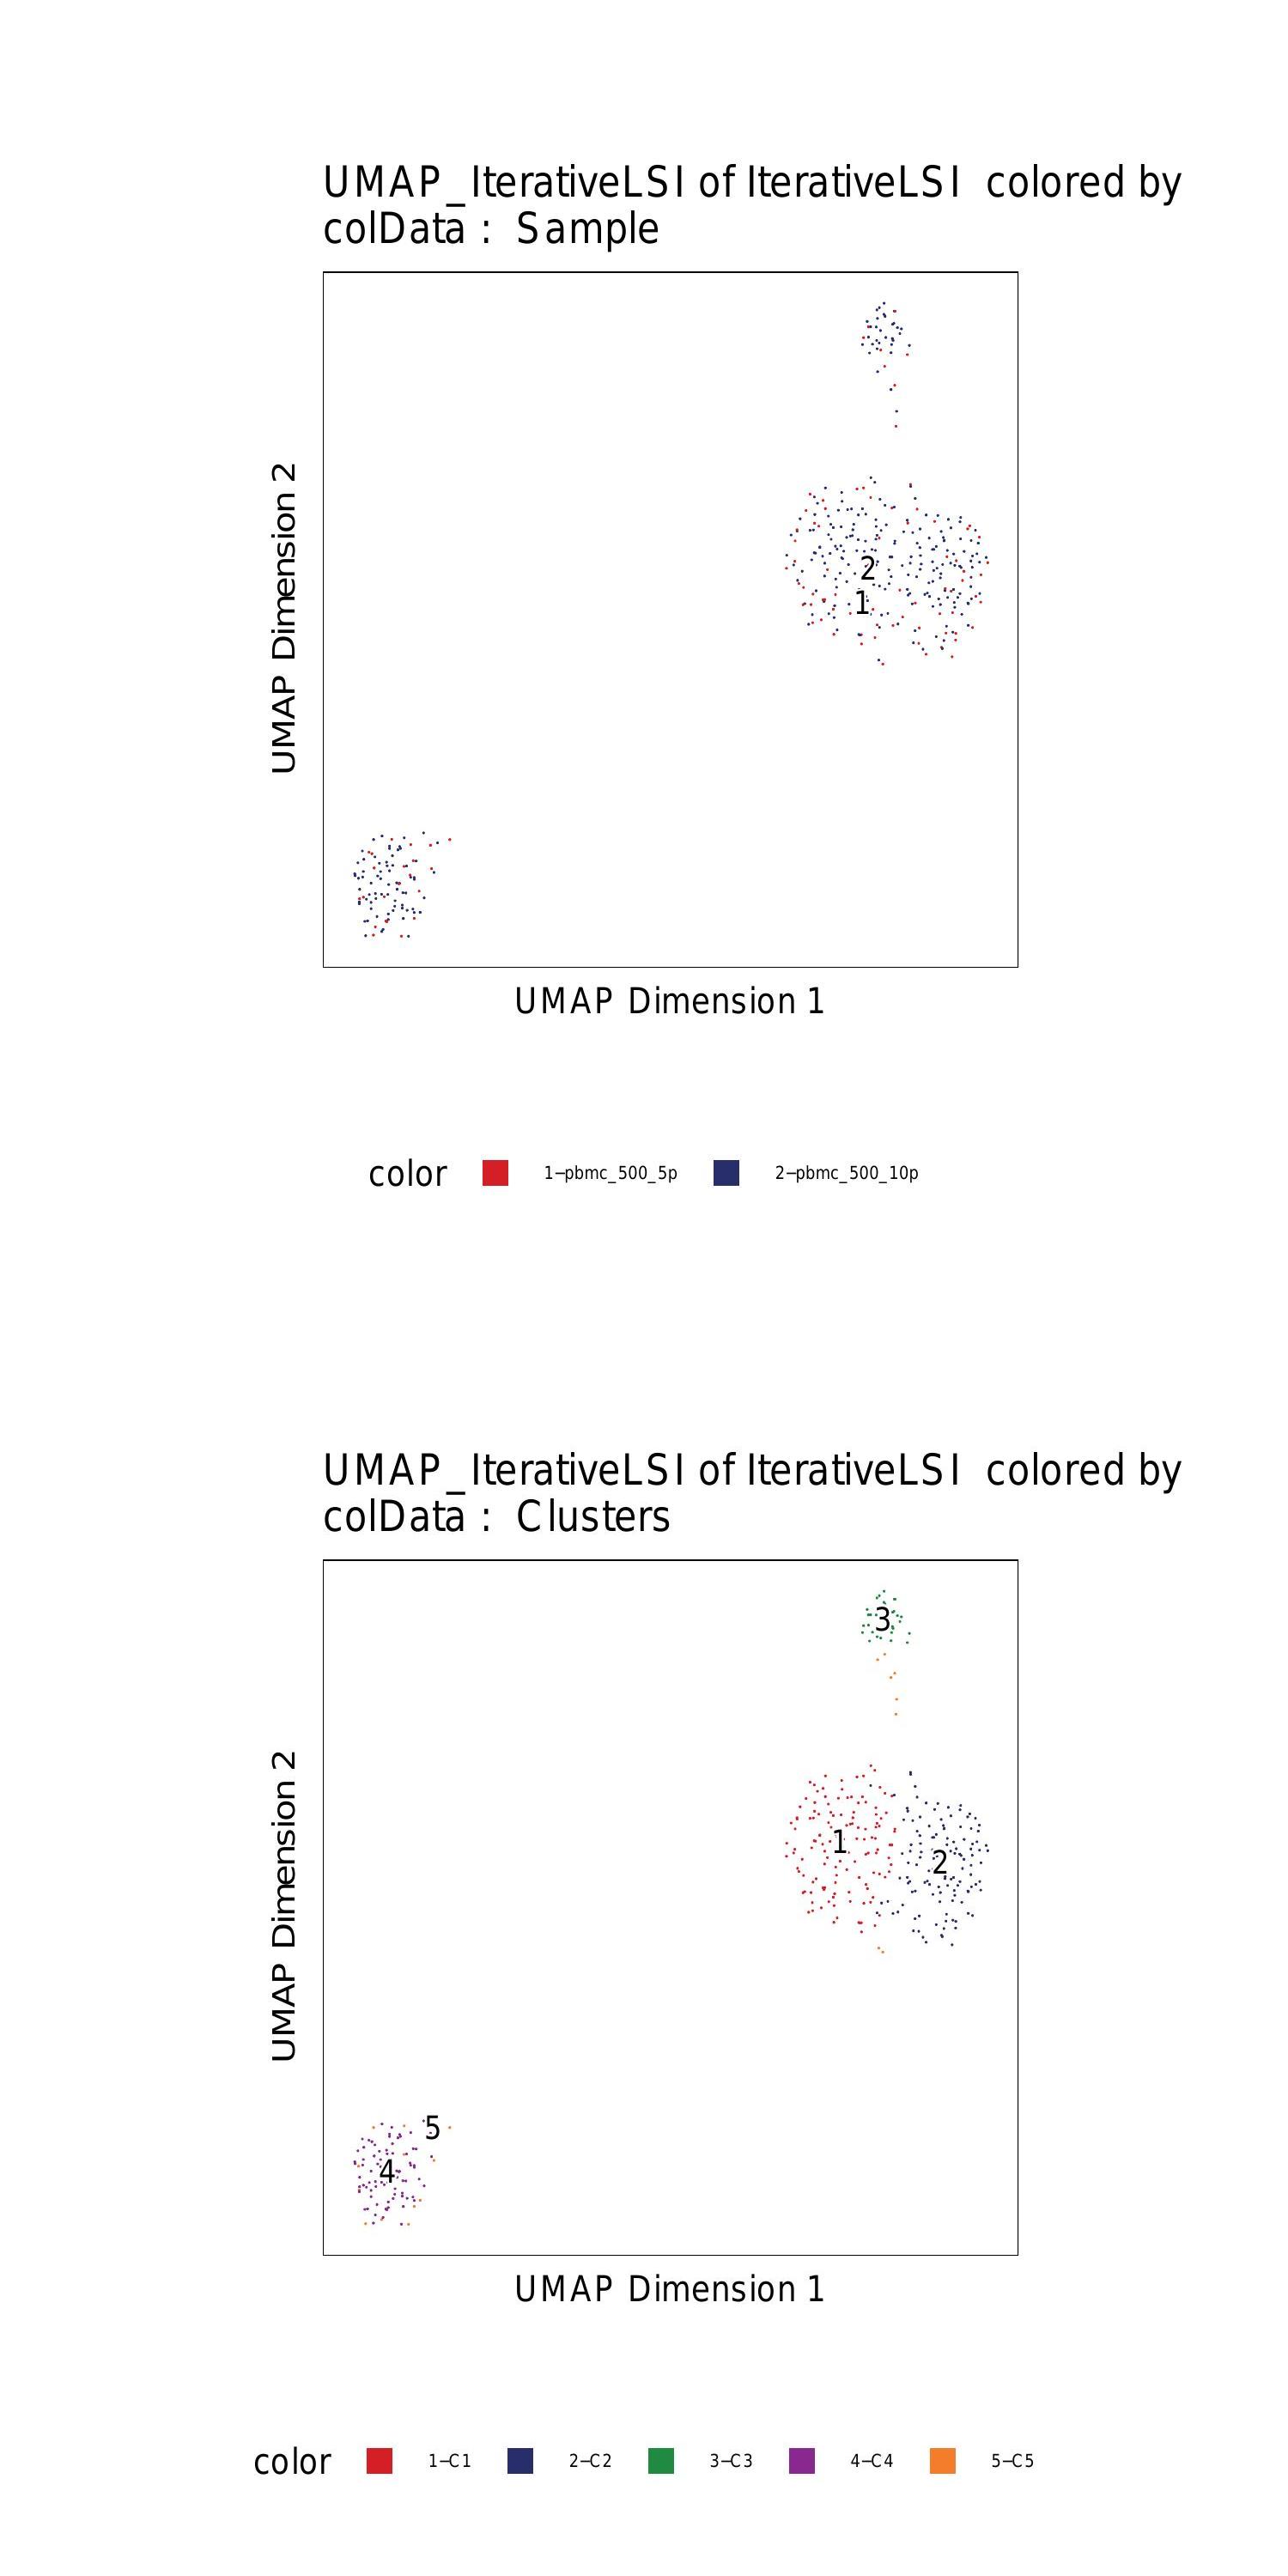 UMAP_IterativeLSI of IterativeLSI colored by
colData : Sample
2
1
UMAP Dimension 2
UMAP Dimension 1
color 1−pbmc_500_5p 2−pbmc_500_10p
UMAP_IterativeLSI of IterativeLSI colored by
colData : Clusters
3
1
2
5
4
UMAP Dimension 2
UMAP Dimension 1
color 1−C1 2−C2 3−C3 4−C4 5−C5